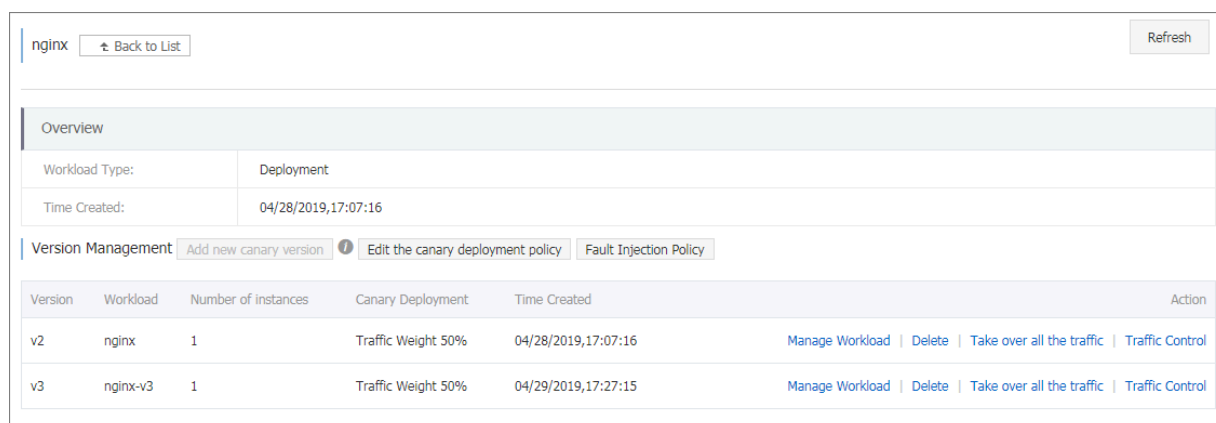 nginx Back to List Refresh
Overview
Workload Type: Deployment
Time Created: 04/28/2019,17:07:16
Version Management Add new canary version i Edit the canary deployment policy Fault Injection Policy
Version Workload Number of instances Canary Deployment Time Created Action
v2 nginx 1 Traffic Weight 50% 04/28/2019,17:07:16 Manage Workload | Delete | Take over all the traffic | Traffic Control
v3 nginx-v3 1 Traffic Weight 50% 04/29/2019,17:27:15 Manage Workload | Delete | Take over all the traffic | Traffic Control